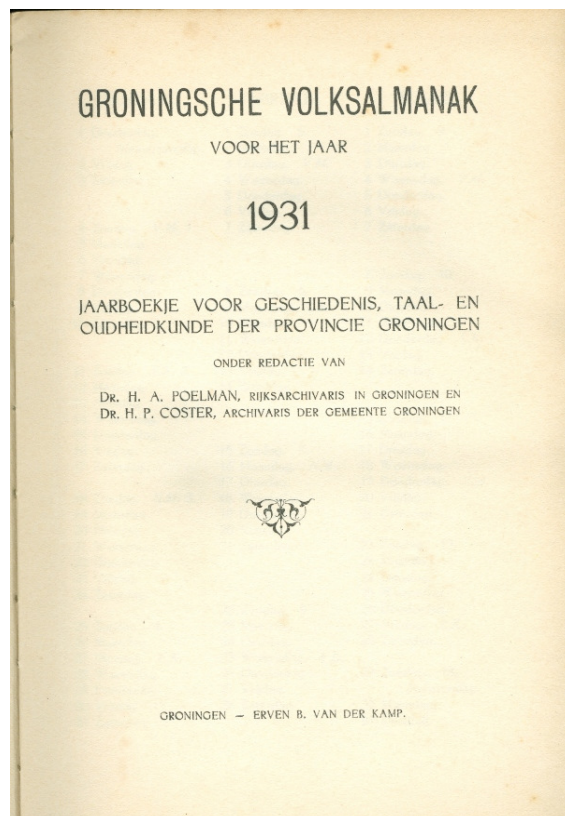 GRONINGSCHE VOLKSALMANAK
VOOR HET JAAR
1931
JAARBOEKJE VOOR GESCHIEDENIS, TAAL- EN
OUDHEIDKUNDE DER PROVINCIE GRONINGEN
ONDER REDACTIE VAN
DR. H. A. POELMAN, RIJKSARCHIVARIS IN GRONINGEN EN
DR. H. P. COSTER, ARCHIVARIS DER GEMEENTE GRONINGEN
GRONINGEN — ERVEN B. VAN DER KAMP.